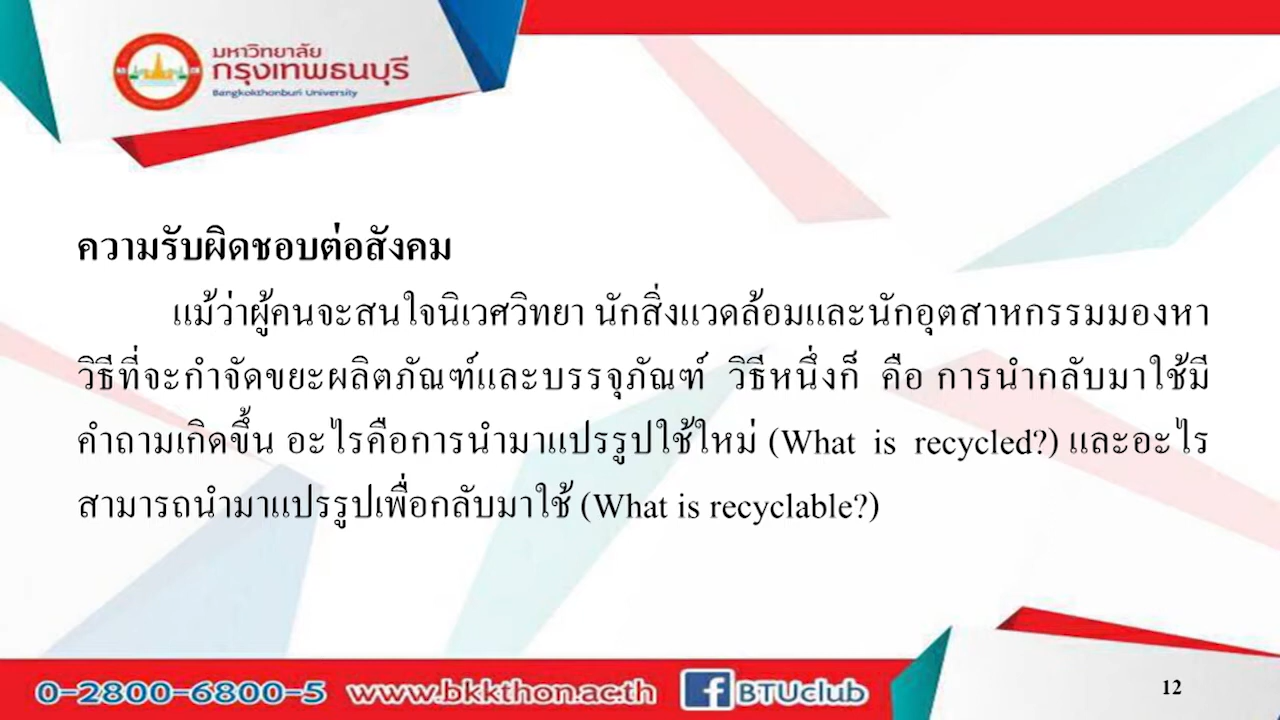 มหาวิทยาลัย
กรุงเทพธนบุรี
Bangkokthonburi University
ความรับผิดชอบต่อสังคม
แม้ว่าผู้คนจะสนใจนิเวศวิทยา นักสิ่งแวดล้อมและนักอุตสาหกรรมมองหา
วิธีที่จะกำจัดขยะผลิตภัณฑ์และบรรจุภัณฑ์ วิธีหนึ่งก็ คือ การนำกลับมาใช้มี
คำถามเกิดขึ้น อะไรคือการนำมาแปรรูปใช้ใหม่ (What is recycled?) และอะไร
สามารถนำมาแปรรูปเพื่อกลับมาใช้ (What is recyclable?)
0-2800-6800-5 www.bkkthon.ac.th BTUclub
12